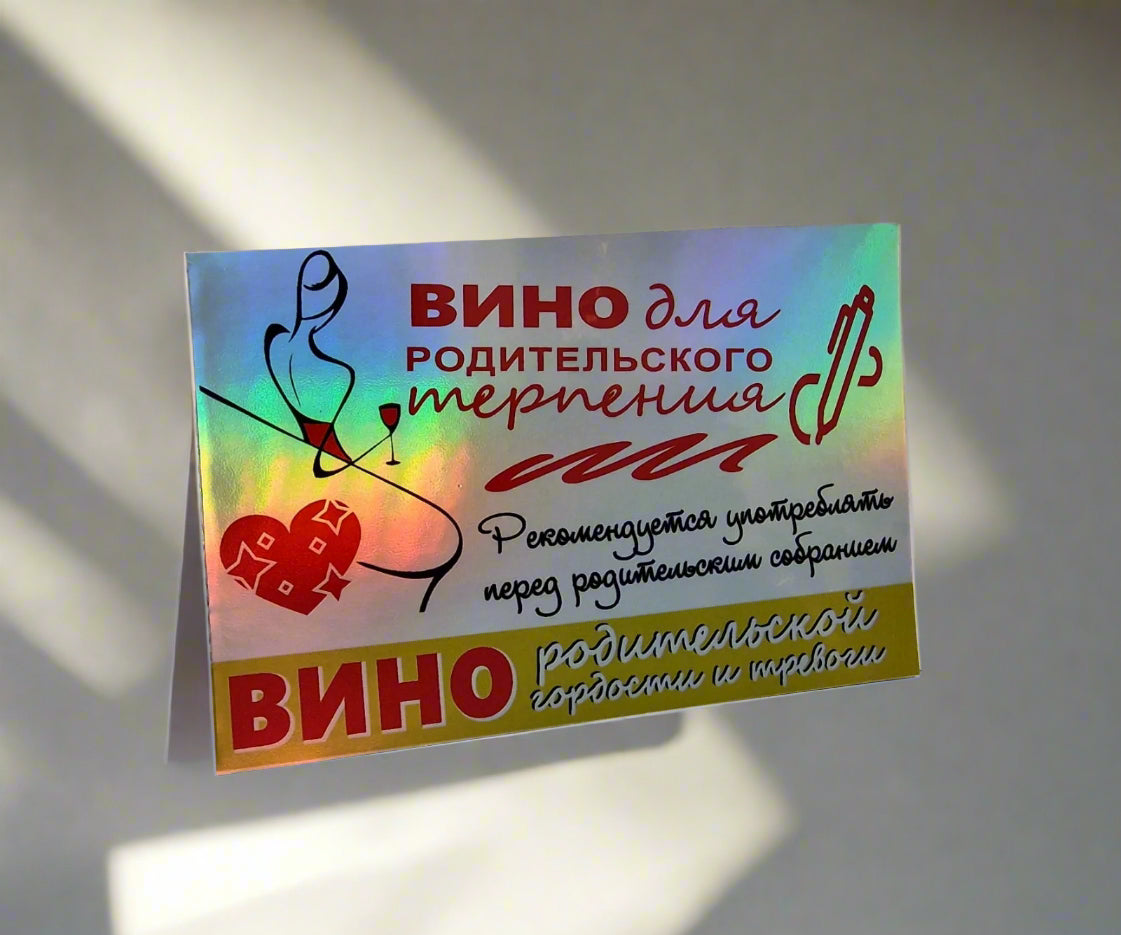 ВИНО для
РОДИТЕЛЬСКОГО
терпения
Рекомендуется употреблять
перед родительским собранием
ВИНО родительской
гордости и тревоги